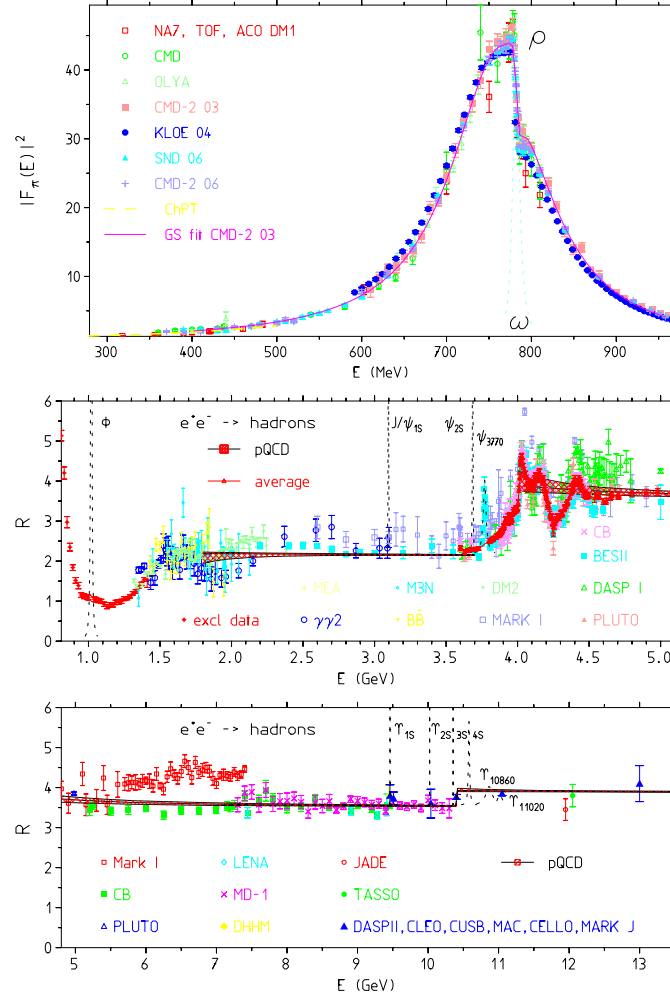 |Fπ(E)|²
40
30
20
10
NA7, TOF, ACO DM1
CMD
OLYA
CMD-2 03
KLOE 04
SND 06
CMD-2 06
ChPT
GS fit CMD-2 03
ρ
ω
300 400 500 600 700 800 900
E (MeV)
R
6
5
4
3
2
1
0
Φ
e⁺e⁻ -> hadrons
J/ψ1S
ψ2S
ψ3770
pQCD
average
CB
BESII
MEA
M3N
DM2
DASP I
excl data
γγ2
BB̄
MARK I
PLUTO
1.0 1.5 2.0 2.5 3.0 3.5 4.0 4.5 5.0
E (GeV)
R
6
5
4
3
2
1
0
e⁺e⁻ -> hadrons
ϒ1S
ϒ2S
3S
4S
ϒ10860
ϒ11020
Mark I
LENA
JADE
pQCD
CB
MD-1
TASSO
PLUTO
DHHM
DASPII,CLEO,CUSB,MAC,CELLO,MARK J
5 6 7 8 9 10 11 12 13
E (GeV)